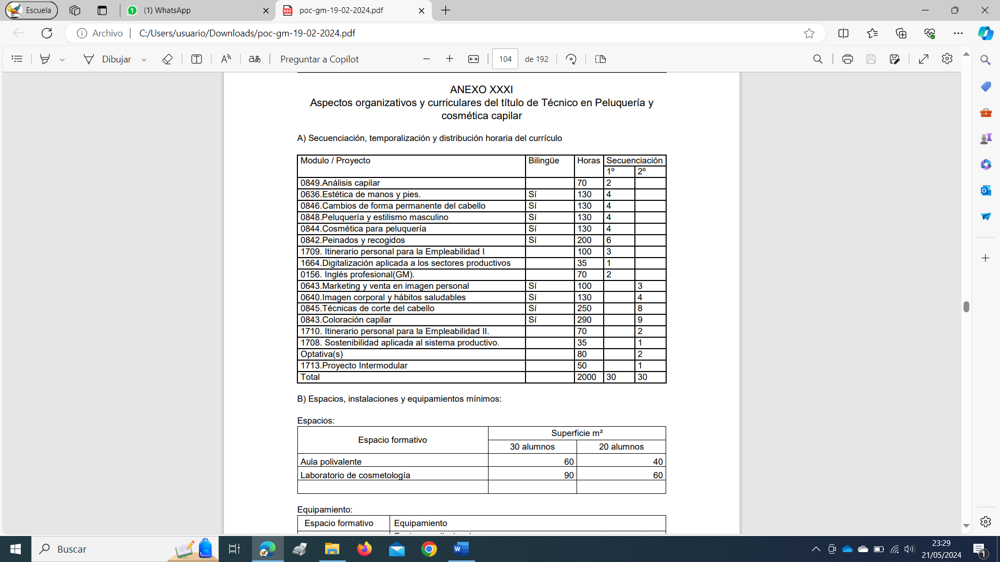 Escuela
(1) WhatsApp
poc-gm-19-02-2024.pdf
Archivo C:/Users/usuario/Downloads/poc-gm-19-02-2024.pdf
Dibujar Preguntar a Copilot 104 de 192
ANEXO XXXI
Aspectos organizativos y curriculares del título de Técnico en Peluquería y
cosmética capilar
A) Secuenciación, temporalización y distribución horaria del currículo
Modulo / Proyecto Bilingüe Horas Secuenciación
1º 2º
0849.Análisis capilar 70 2
0636.Estética de manos y pies. Sí 130 4
0846.Cambios de forma permanente del cabello Sí 130 4
0848.Peluquería y estilismo masculino Sí 130 4
0844.Cosmética para peluquería Sí 130 4
0842.Peinados y recogidos Sí 200 6
1709. Itinerario personal para la Empleabilidad I 100 3
1664.Digitalización aplicada a los sectores productivos 35 1
0156. Inglés profesional(GM). 70 2
0643.Marketing y venta en imagen personal Sí 100 3
0640.Imagen corporal y hábitos saludables Sí 130 4
0845.Técnicas de corte del cabello Sí 250 8
0843.Coloración capilar Sí 290 9
1710. Itinerario personal para la Empleabilidad II. 70 2
1708. Sostenibilidad aplicada al sistema productivo. 35 1
Optativa(s) 80 2
1713.Proyecto Intermodular 50 1
Total 2000 30 30
B) Espacios, instalaciones y equipamientos mínimos:
Espacios:
Espacio formativo Superficie m²
30 alumnos 20 alumnos
Aula polivalente 60 40
Laboratorio de cosmetología 90 60
Equipamiento:
Espacio formativo Equipamiento
Buscar
23:29
21/05/2024
1